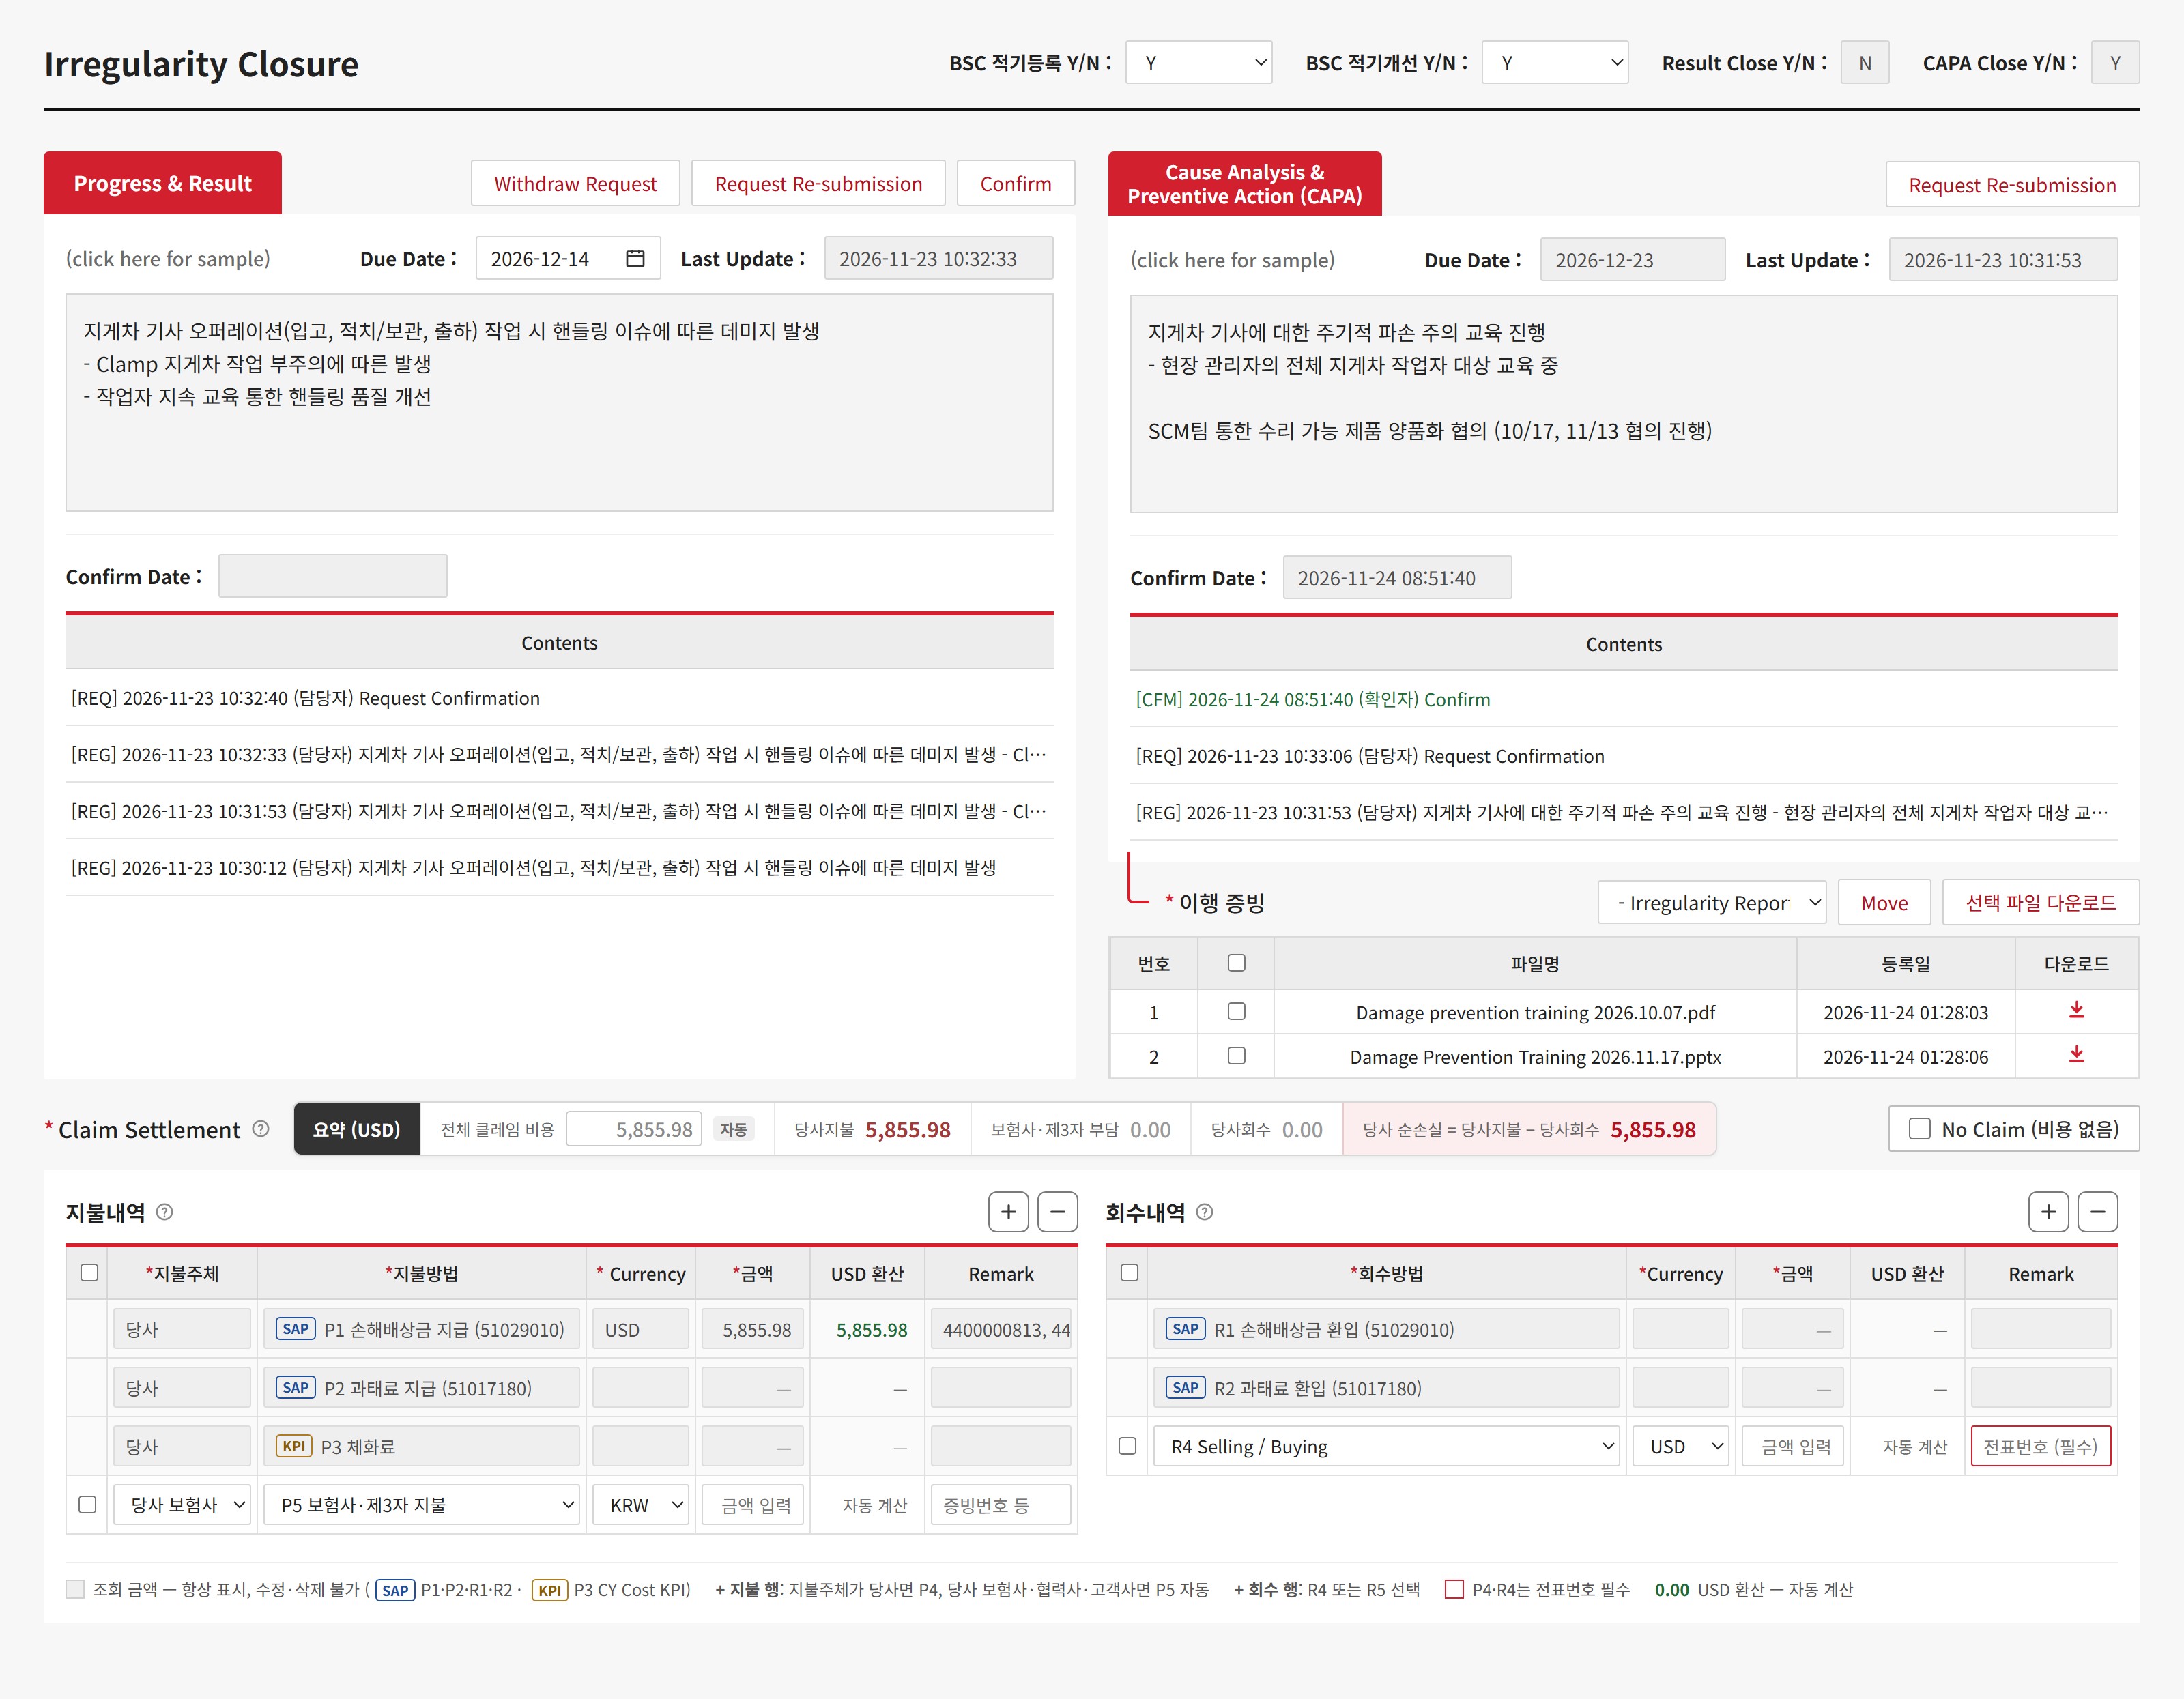 Irregularity Closure
BSC 적기등록 Y/N : Y
BSC 적기개선 Y/N : Y
Result Close Y/N : N
CAPA Close Y/N : Y
Progress & Result
Withdraw Request
Request Re-submission
Confirm
(click here for sample)
Due Date : 2026-12-14
Last Update : 2026-11-23 10:32:33
지게차 기사 오퍼레이션(입고, 적치/보관, 출하) 작업 시 핸들링 이슈에 따른 데미지 발생
- Clamp 지게차 작업 부주의에 따른 발생
- 작업자 지속 교육 통한 핸들링 품질 개선
Confirm Date :
Contents
[REQ] 2026-11-23 10:32:40 (담당자) Request Confirmation
[REG] 2026-11-23 10:32:33 (담당자) 지게차 기사 오퍼레이션(입고, 적치/보관, 출하) 작업 시 핸들링 이슈에 따른 데미지 발생 - Cl…
[REG] 2026-11-23 10:31:53 (담당자) 지게차 기사 오퍼레이션(입고, 적치/보관, 출하) 작업 시 핸들링 이슈에 따른 데미지 발생 - Cl…
[REG] 2026-11-23 10:30:12 (담당자) 지게차 기사 오퍼레이션(입고, 적치/보관, 출하) 작업 시 핸들링 이슈에 따른 데미지 발생
Cause Analysis &
Preventive Action (CAPA)
Request Re-submission
(click here for sample)
Due Date : 2026-12-23
Last Update : 2026-11-23 10:31:53
지게차 기사에 대한 주기적 파손 주의 교육 진행
- 현장 관리자의 전체 지게차 작업자 대상 교육 중
SCM팀 통한 수리 가능 제품 양품화 협의 (10/17, 11/13 협의 진행)
Confirm Date : 2026-11-24 08:51:40
Contents
[CFM] 2026-11-24 08:51:40 (확인자) Confirm
[REQ] 2026-11-23 10:33:06 (담당자) Request Confirmation
[REG] 2026-11-23 10:31:53 (담당자) 지게차 기사에 대한 주기적 파손 주의 교육 진행 - 현장 관리자의 전체 지게차 작업자 대상 교…
* 이행 증빙
- Irregularity Report
Move
선택 파일 다운로드
번호 파일명 등록일 다운로드
1 Damage prevention training 2026.10.07.pdf 2026-11-24 01:28:03
2 Damage Prevention Training 2026.11.17.pptx 2026-11-24 01:28:06
* Claim Settlement ?
요약 (USD)
전체 클레임 비용 5,855.98 자동
당사지불 5,855.98
보험사·제3자 부담 0.00
당사회수 0.00
당사 순손실 = 당사지불 − 당사회수 5,855.98
No Claim (비용 없음)
지불내역 ? + −
*지불주체 *지불방법 * Currency *금액 USD 환산 Remark
당사 SAP P1 손해배상금 지급 (51029010) USD 5,855.98 5,855.98 4400000813, 44
당사 SAP P2 과태료 지급 (51017180) — —
당사 KPI P3 체화료 — —
당사 보험사 P5 보험사·제3자 지불 KRW 금액 입력 자동 계산 증빙번호 등
회수내역 ? + −
*회수방법 *Currency *금액 USD 환산 Remark
SAP R1 손해배상금 환입 (51029010) — —
SAP R2 과태료 환입 (51017180) — —
R4 Selling / Buying USD 금액 입력 자동 계산 전표번호 (필수)
조회 금액 — 항상 표시, 수정·삭제 불가 ( SAP P1·P2·R1·R2 · KPI P3 CY Cost KPI) + 지불 행: 지불주체가 당사면 P4, 당사 보험사·협력사·고객사면 P5 자동 + 회수 행: R4 또는 R5 선택 P4·R4는 전표번호 필수 0.00 USD 환산 — 자동 계산